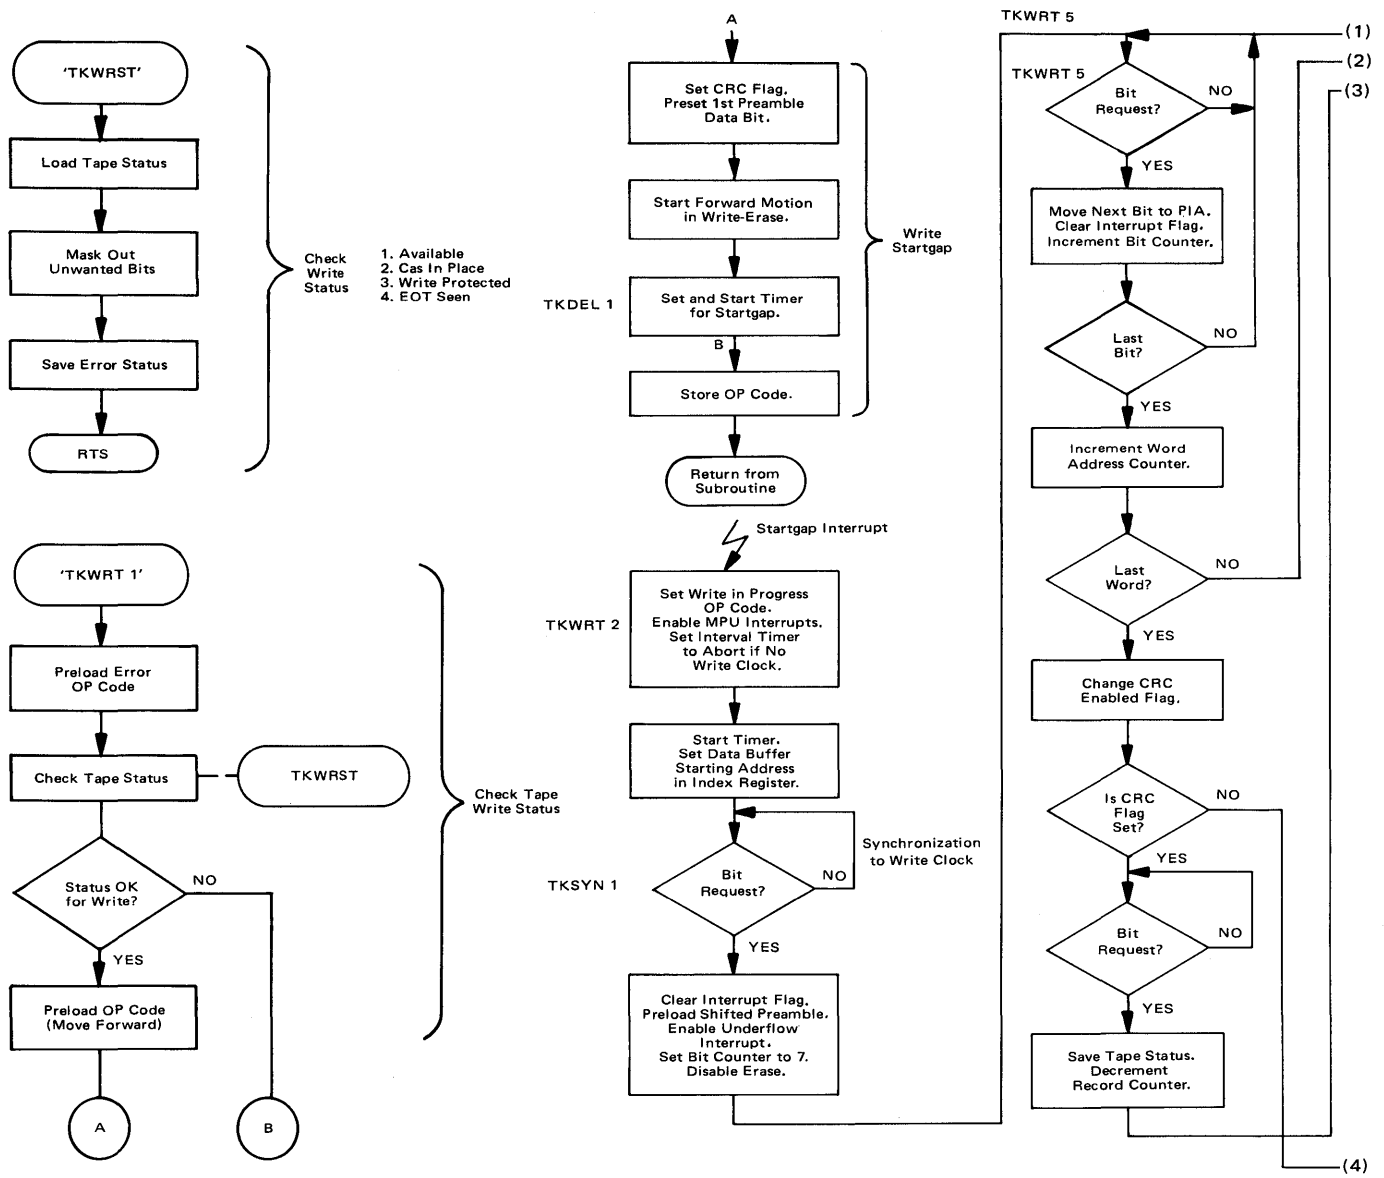 'TKWRST'
Load Tape Status
Mask Out
Unwanted Bits
Save Error Status
RTS
Check
Write
Status
1. Available
2. Cas In Place
3. Write Protected
4. EOT Seen
'TKWRT 1'
Preload Error
OP Code
Check Tape Status
TKWRST
Status OK
for Write?
NO
YES
Preload OP Code
(Move Forward)
A
B
Check Tape
Write Status
A
Set CRC Flag.
Preset 1st Preamble
Data Bit.
Start Forward Motion
in Write-Erase.
TKDEL 1
Set and Start Timer
for Startgap.
B
Store OP Code.
Write
Startgap
Return from
Subroutine
Startgap Interrupt
TKWRT 2
Set Write in Progress
OP Code.
Enable MPU Interrupts.
Set Interval Timer
to Abort if No
Write Clock.
Start Timer.
Set Data Buffer
Starting Address
in Index Register.
Synchronization
to Write Clock
TKSYN 1
Bit
Request?
NO
YES
Clear Interrupt Flag.
Preload Shifted Preamble.
Enable Underflow
Interrupt.
Set Bit Counter to 7.
Disable Erase.
TKWRT 5
(1)
(2)
(3)
TKWRT 5
Bit
Request?
NO
YES
Move Next Bit to PIA.
Clear Interrupt Flag.
Increment Bit Counter.
Last
Bit?
NO
YES
Increment Word
Address Counter.
Last
Word?
NO
YES
Change CRC
Enabled Flag.
Is CRC
Flag
Set?
NO
YES
Bit
Request?
NO
YES
Save Tape Status.
Decrement
Record Counter.
(4)